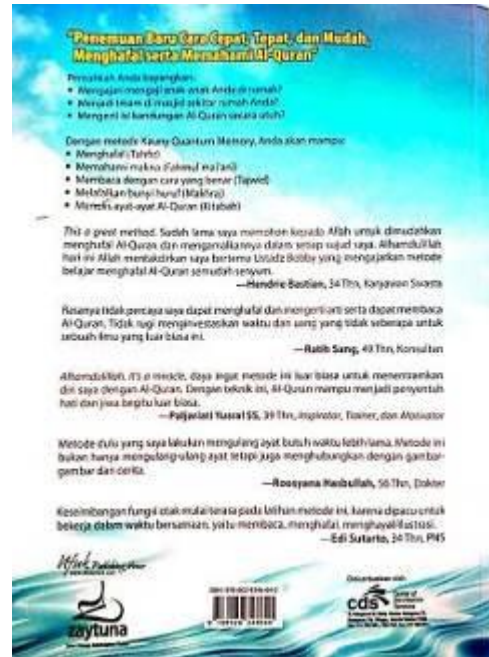 "Penemuan Baru Cara Cepat, Tepat, dan Mudah,
Menghafal serta Memahami Al-Quran"
Pernahkah Anda bayangkan:
• Mengajari mengaji anak-anak Anda di rumah?
• Menjadi Imam di masjid sekitar rumah Anda?
• Mengerti isi kandungan Al-Quran secara utuh?
Dengan metode Kauny Quantum Memory, Anda akan mampu:
• Menghafal (Tahfiz)
• Memahami makna (Fahmul ma'ani)
• Membaca dengan cara yang benar (Tajwid)
• Melafalkan bunyi huruf (Makhraj)
• Menulis ayat-ayat Al-Quran (Kitabah)
This a great method. Sudah lama saya memohon kepada Allah untuk dimudahkan
menghafal Al-Quran dan mengamalkannya dalam setiap sujud saya. Alhamdulillah
hari ini Allah mentakdirkan saya bertemu Ustadz Bobby yang mengajarkan metode
belajar menghafal Al-Quran semudah senyum.
—Hendrie Bastian, 34 Thn, Karyawan Swasta
Rasanya tidak percaya saya dapat menghafal dan mengerti arti serta dapat membaca
Al-Quran. Tidak rugi menginvestasikan waktu dan uang yang tidak seberapa untuk
sebuah ilmu yang luar biasa ini.
—Ratih Sang, 49 Thn, Konsultan
Alhamdulillah, it's a miracle, daya ingat metode ini luar biasa untuk menentramkan
diri saya dengan Al-Quran. Dengan teknik ini, Al-Quran mampu menjadi penyentuh
hati dan jiwa begitu luar biasa.
—Yusral SS, 39 Thn, Inspirator, Trainer, dan Motivator
Metode dulu yang saya lakukan mengulang ayat butuh waktu lebih lama. Metode ini
bukan hanya mengulang-ulang ayat tetapi juga menghubungkan dengan gambar-
gambar dan cerita.
—Roosyana Hasbullah, 56 Thn, Dokter
Keseimbangan fungsi otak mulai terasa pada latihan metode ini, karena dipacu untuk
bekerja dalam waktu bersamaan, yaitu membaca, menghafal, menghayal ilustrasi.
—Edi Sutarto, 34 Thn, PNS
Publishing House
zaytuna
Didistribusikan oleh:
cds